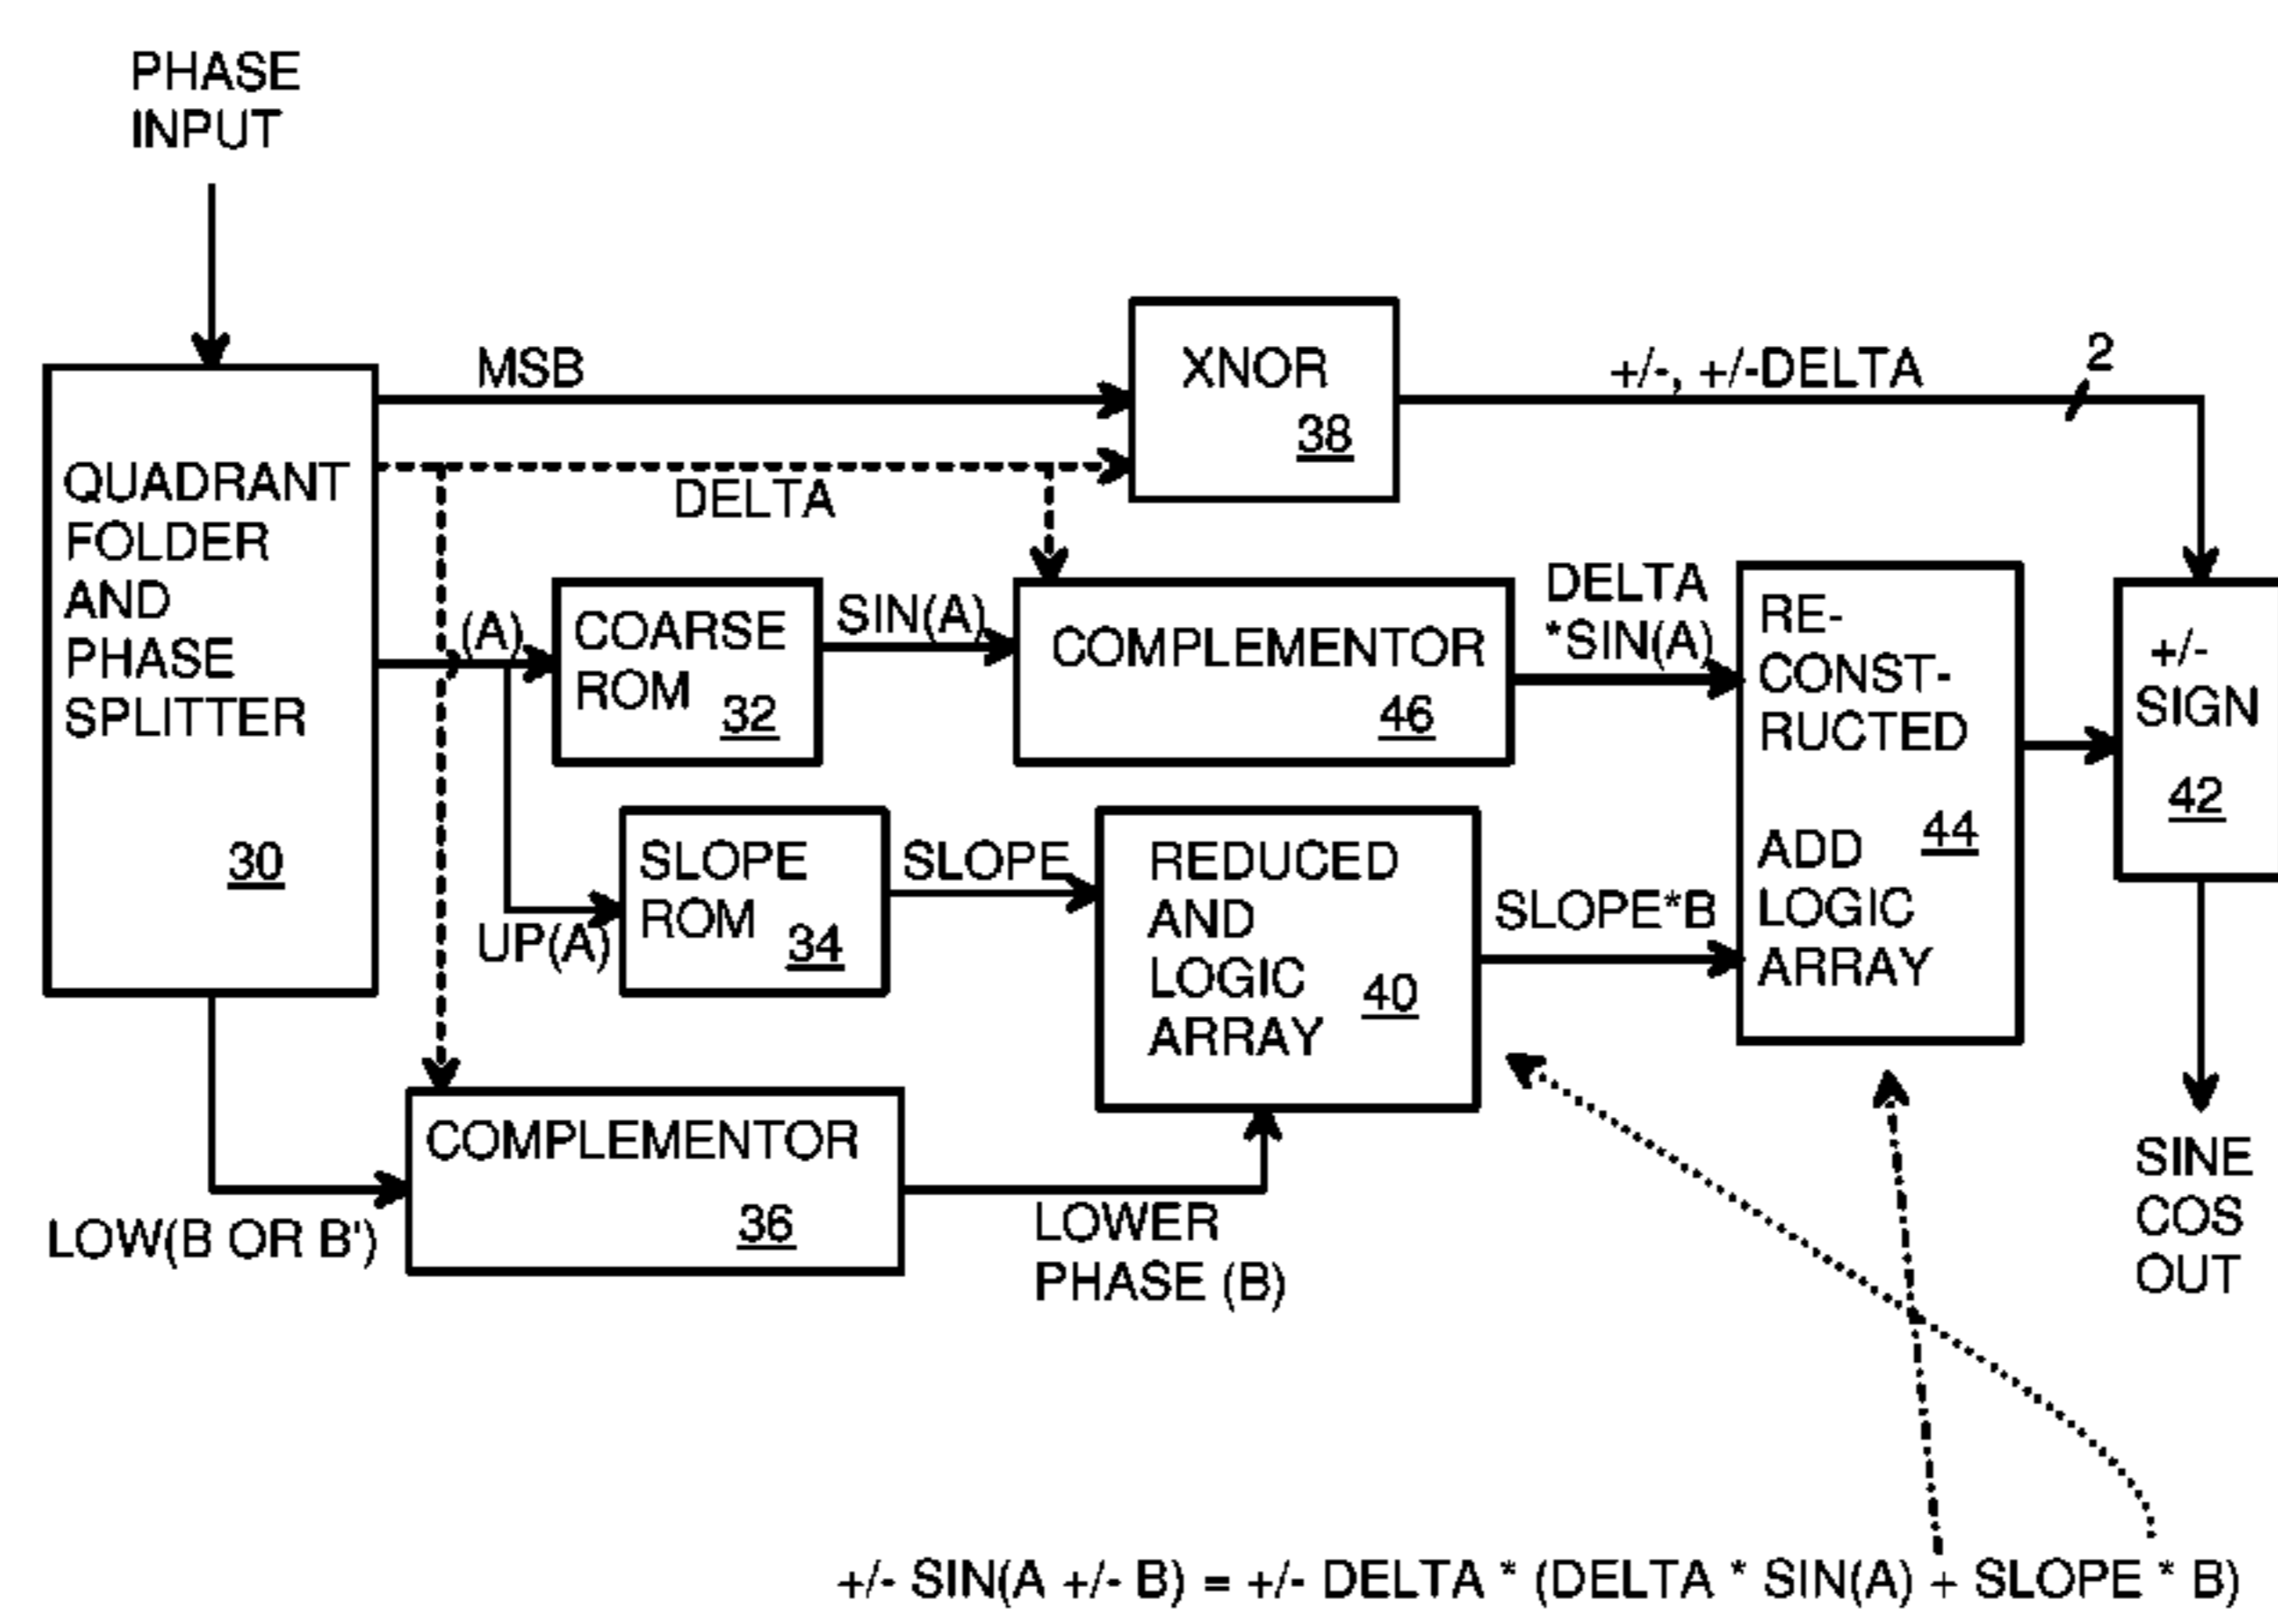 PHASE
INPUT
MSB
XNOR
38
+/-, +/-DELTA
2
QUADRANT
FOLDER
AND
PHASE
SPLITTER
30
DELTA
(A)
COARSE
ROM
32
SIN(A)
COMPLEMENTOR
46
DELTA
*SIN(A)
RE-
CONST-
RUCTED
ADD
LOGIC
ARRAY
44
+/-
SIGN
42
UP(A)
SLOPE
ROM
34
SLOPE
REDUCED
AND
LOGIC
ARRAY
40
SLOPE*B
LOW(B OR B')
COMPLEMENTOR
36
LOWER
PHASE (B)
SINE
COS
OUT
+/- SIN(A +/- B) = +/- DELTA * (DELTA * SIN(A) + SLOPE * B)